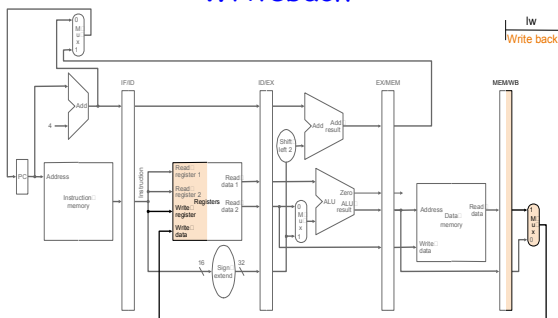 lw
Write back
0
M
u
x
1
IF/ID
ID/EX
EX/MEM
MEM/WB
Add
4
Shift
left 2
Add
Add
result
PC
Address
Instruction
memory
Instruction
Read
register 1
Read
register 2
Write
register
Write
data
Registers
Read
data 1
Read
data 2
0
M
u
x
1
Zero
ALU
ALU
result
Address
Write
data
Data
memory
Read
data
1
M
u
x
0
16
Sign
extend
32